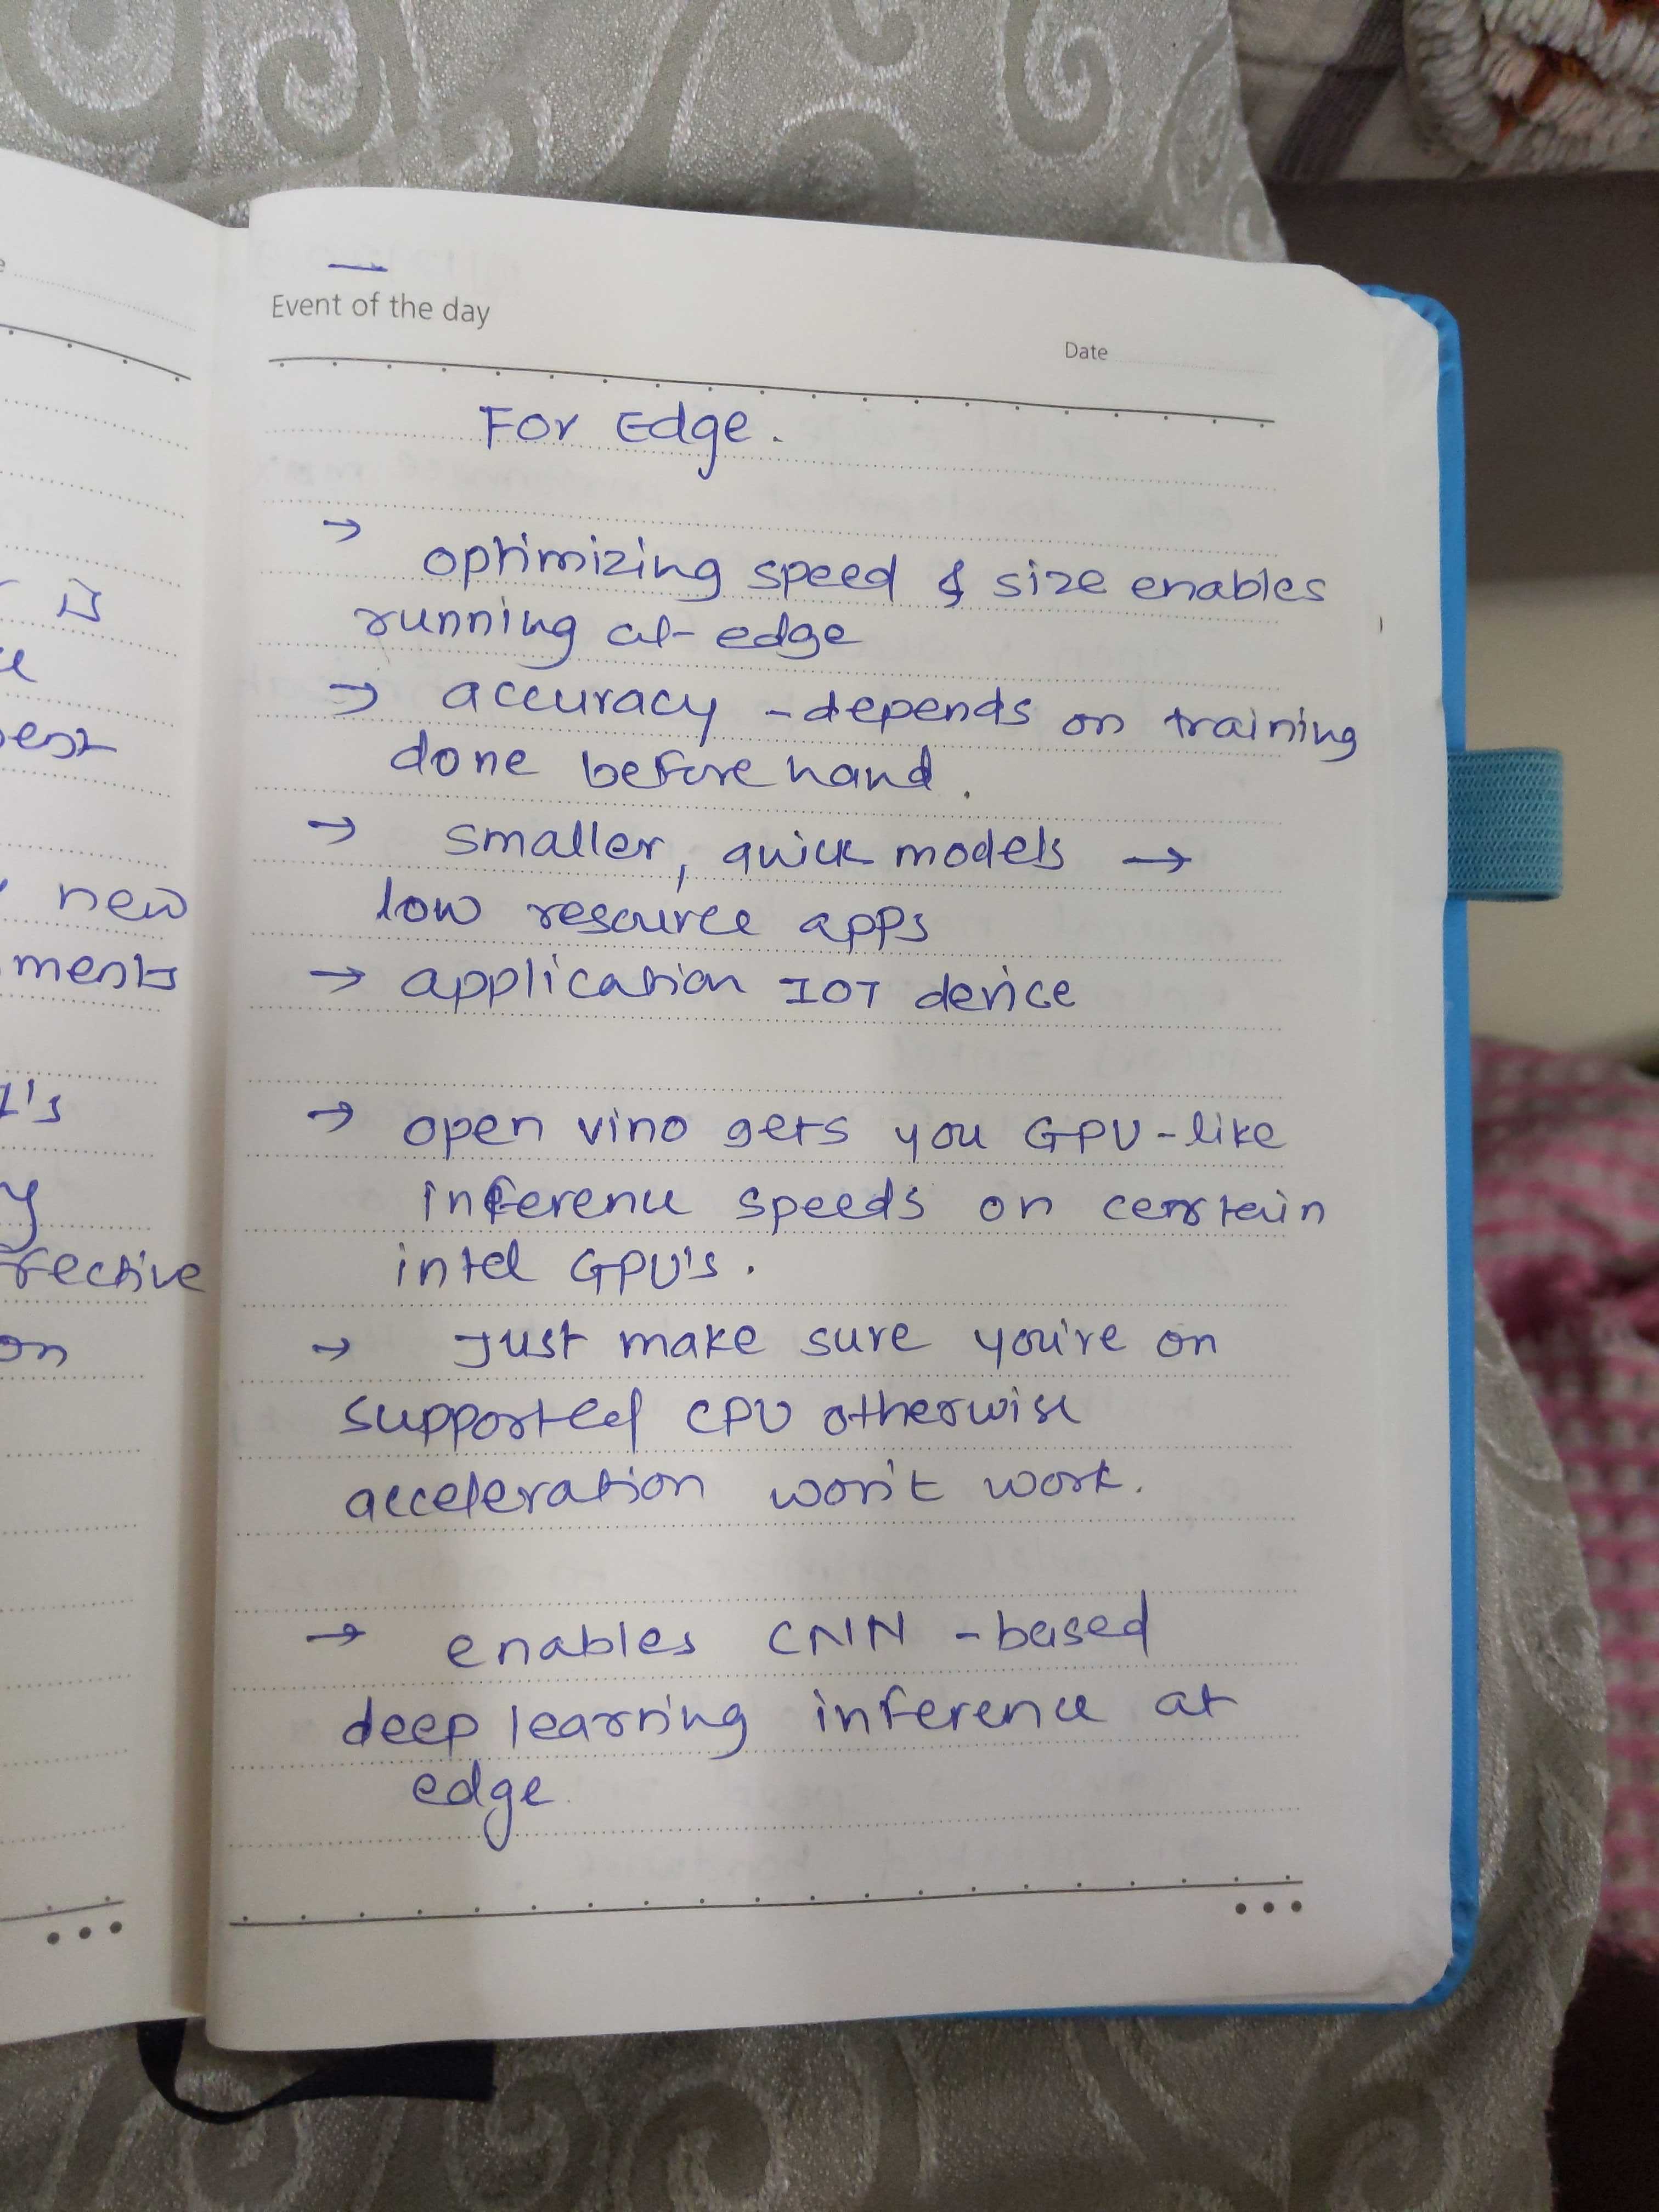 Event of the day
Date
For Edge.
→ optimizing speed & size enables
running at edge
→ accuracy - depends on training
done before hand.
→ smaller, quick models →
low resource apps
→ application IOT device
→ open vino gets you GPU-like
inference speeds on certain
intel GPU's.
→ Just make sure you're on
supported CPU otherwise
acceleration won't work.
→ enables CNN - based
deep learning inference at
edge.
is
new
ments
y
on